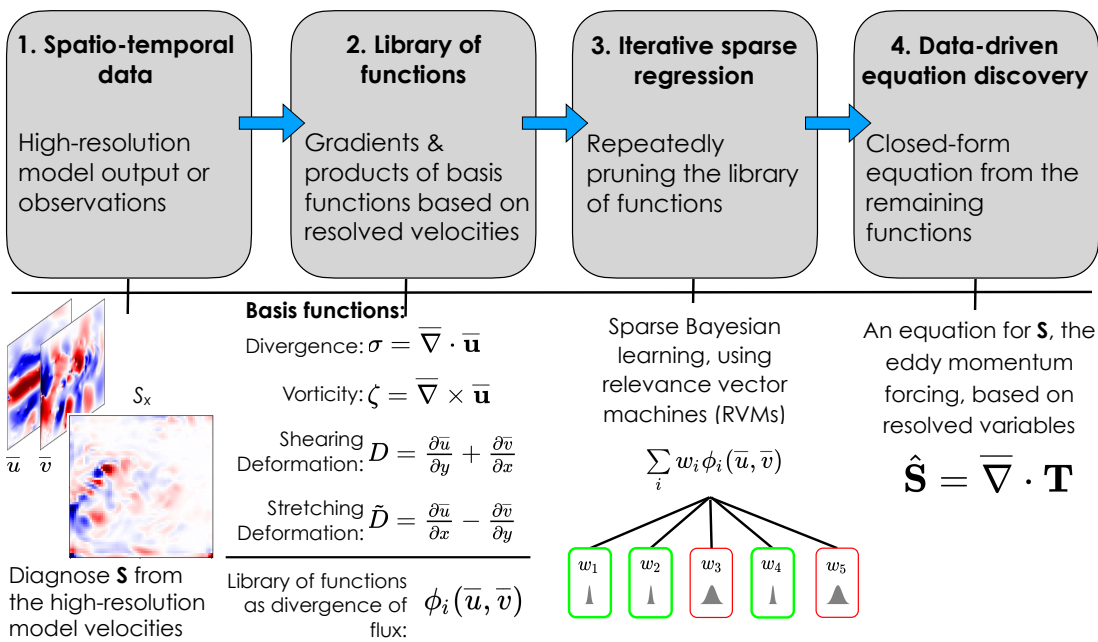 1. Spatio-temporal
data
High-resolution
model output or
observations
2. Library of
functions
Gradients &
products of basis
functions based on
resolved velocities
3. Iterative sparse
regression
Repeatedly
pruning the library
of functions
4. Data-driven
equation discovery
Closed-form
equation from the
remaining
functions
u̅ v̅
Sₓ
Diagnose S from
the high-resolution
model velocities
Basis functions:
Divergence: σ = ∇̅ · u̅
Vorticity: ζ = ∇̅ × u̅
Shearing
Deformation: D = ∂u̅/∂y + ∂v̅/∂x
Stretching
Deformation: D̃ = ∂u̅/∂x − ∂v̅/∂y
Library of functions
as divergence of
flux: ϕᵢ(u̅, v̅)
Sparse Bayesian
learning, using
relevance vector
machines (RVMs)
∑ᵢ wᵢϕᵢ(u̅, v̅)
w₁ w₂ w₃ w₄ w₅
An equation for S, the
eddy momentum
forcing, based on
resolved variables
Ŝ = ∇̅ · T